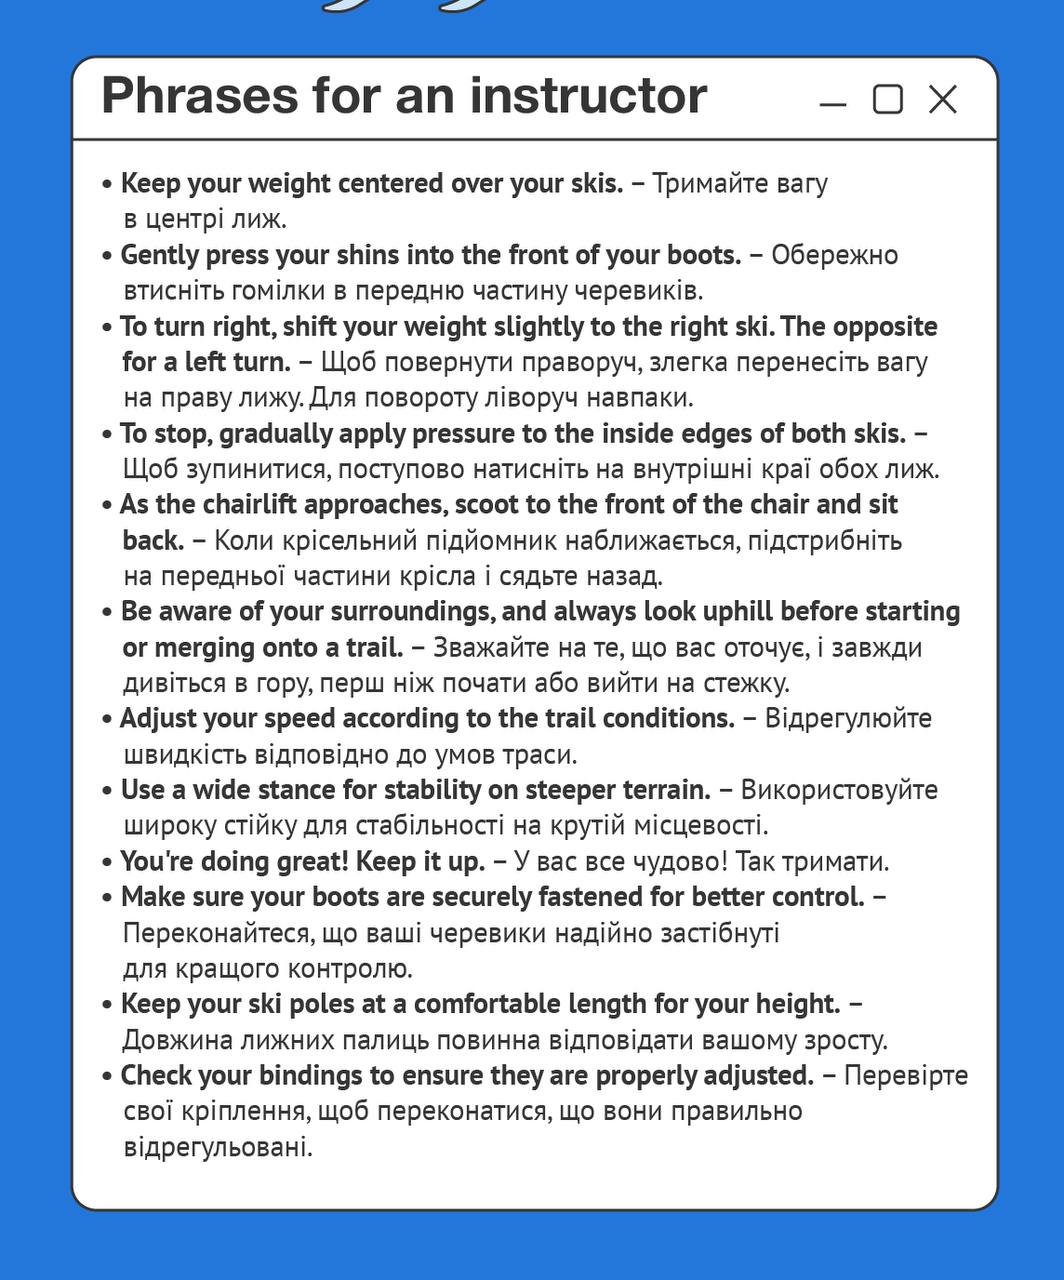 Phrases for an instructor
• Keep your weight centered over your skis. – Тримайте вагу
в центрі лиж.
• Gently press your shins into the front of your boots. – Обережно
втисніть гомілки в передню частину черевиків.
• To turn right, shift your weight slightly to the right ski. The opposite
for a left turn. – Щоб повернути праворуч, злегка перенесіть вагу
на праву лижу. Для повороту ліворуч навпаки.
• To stop, gradually apply pressure to the inside edges of both skis. –
Щоб зупинитися, поступово натисніть на внутрішні краї обох лиж.
• As the chairlift approaches, scoot to the front of the chair and sit
back. – Коли крісельний підйомник наближається, підстрибніть
на передньої частини крісла і сядьте назад.
• Be aware of your surroundings, and always look uphill before starting
or merging onto a trail. – Зважайте на те, що вас оточує, і завжди
дивіться в гору, перш ніж почати або вийти на стежку.
• Adjust your speed according to the trail conditions. – Відрегулюйте
швидкість відповідно до умов траси.
• Use a wide stance for stability on steeper terrain. – Використовуйте
широку стійку для стабільності на крутій місцевості.
• You're doing great! Keep it up. – У вас все чудово! Так тримати.
• Make sure your boots are securely fastened for better control. –
Переконайтеся, що ваші черевики надійно застібнуті
для кращого контролю.
• Keep your ski poles at a comfortable length for your height. –
Довжина лижних палиць повинна відповідати вашому зросту.
• Check your bindings to ensure they are properly adjusted. – Перевірте
свої кріплення, щоб переконатися, що вони правильно
відрегульовані.